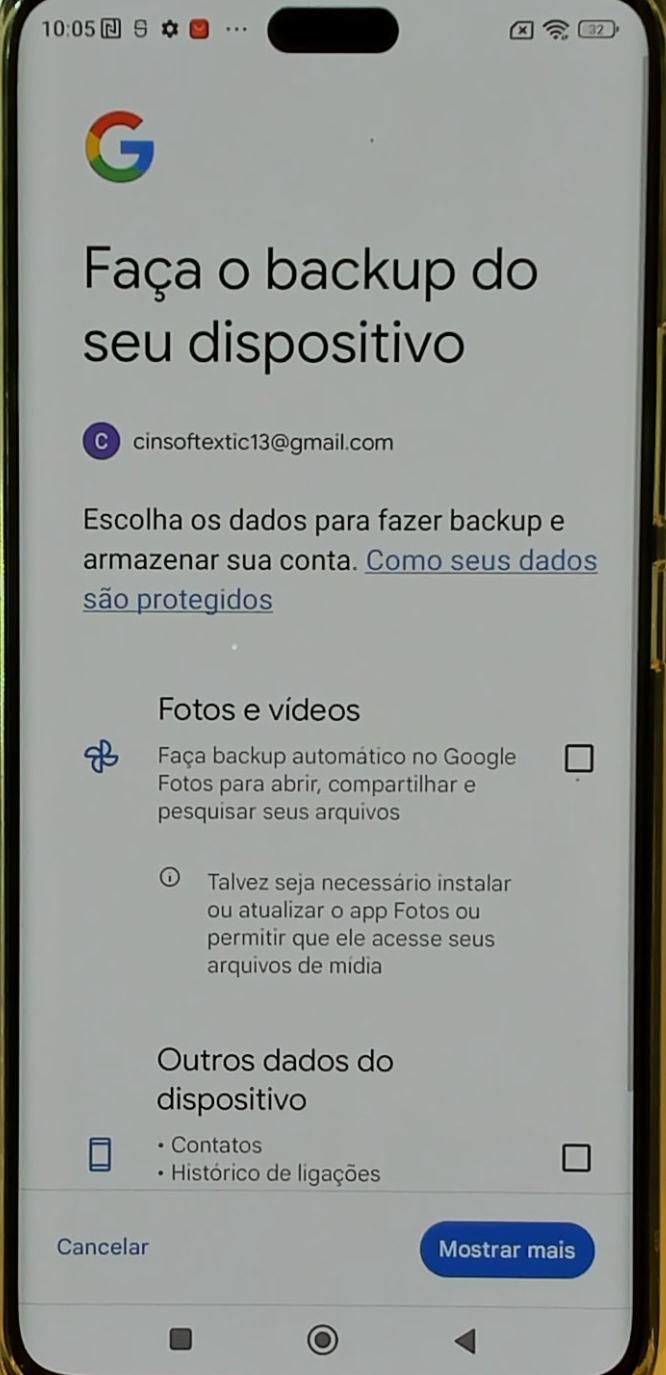 10:05
32
Faça o backup do
seu dispositivo
C cinsoftextic13@gmail.com
Escolha os dados para fazer backup e
armazenar sua conta. Como seus dados
são protegidos
Fotos e vídeos
Faça backup automático no Google
Fotos para abrir, compartilhar e
pesquisar seus arquivos
Talvez seja necessário instalar
ou atualizar o app Fotos ou
permitir que ele acesse seus
arquivos de mídia
Outros dados do
dispositivo
• Contatos
• Histórico de ligações
Cancelar
Mostrar mais